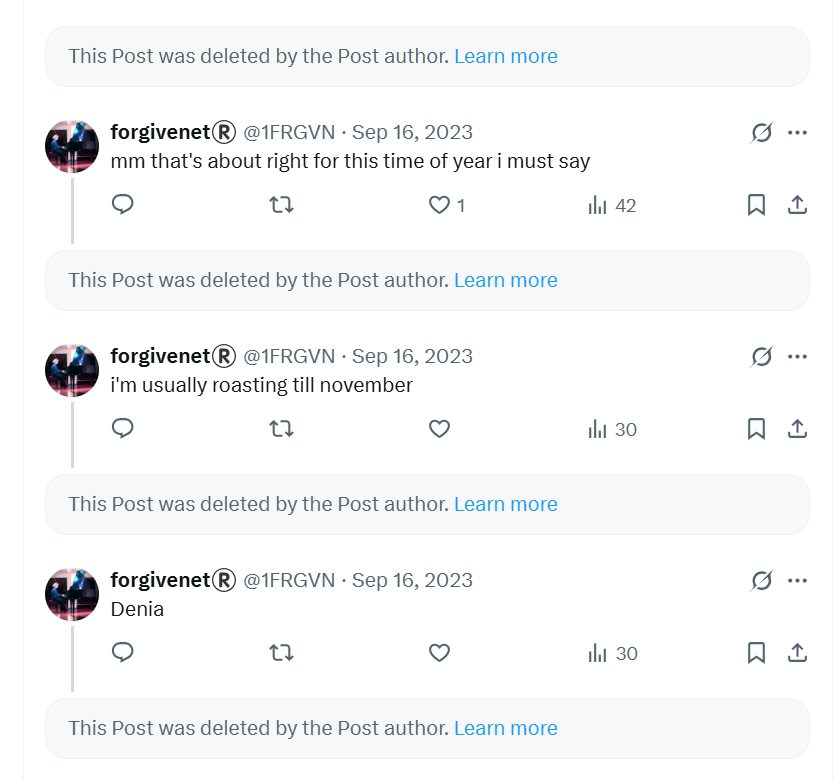 This Post was deleted by the Post author. Learn more
forgivenet®️ @1FRGVN · Sep 16, 2023
mm that's about right for this time of year i must say
1 42
This Post was deleted by the Post author. Learn more
forgivenet®️ @1FRGVN · Sep 16, 2023
i'm usually roasting till november
30
This Post was deleted by the Post author. Learn more
forgivenet®️ @1FRGVN · Sep 16, 2023
Denia
30
This Post was deleted by the Post author. Learn more